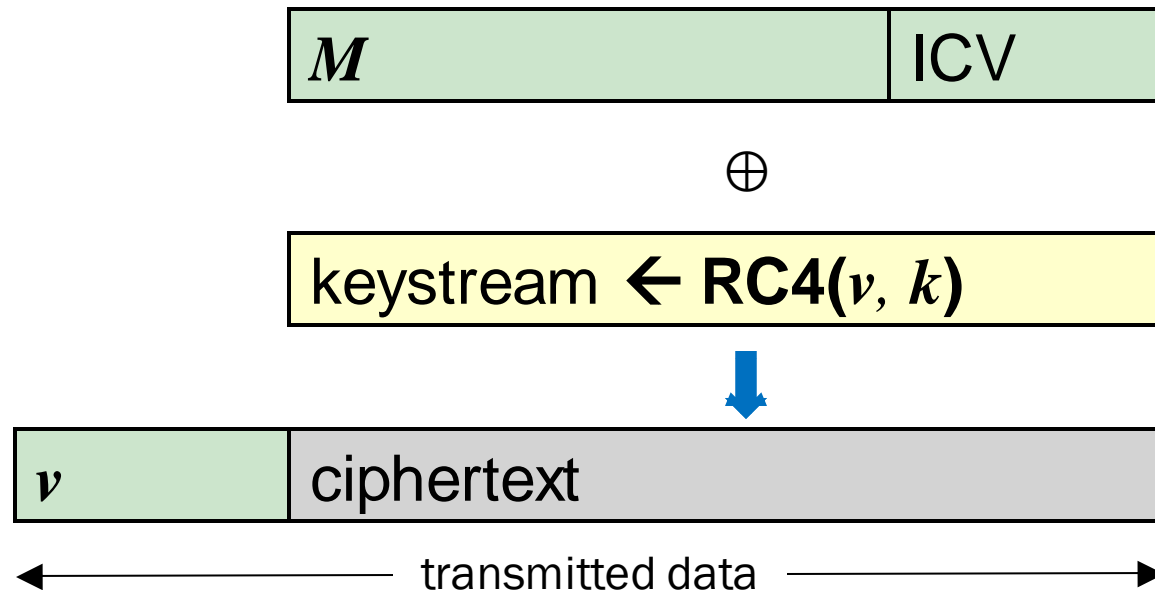 M ICV
⊕
keystream ← RC4(v, k)
v ciphertext
transmitted data